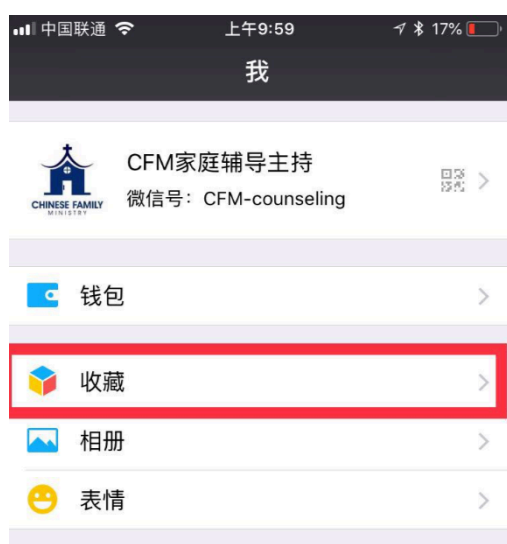 中国联通 上午9:59 17%
我
CFM家庭辅导主持
微信号：CFM-counseling
CHINESE FAMILY
MINISTRY
钱包
收藏
相册
表情